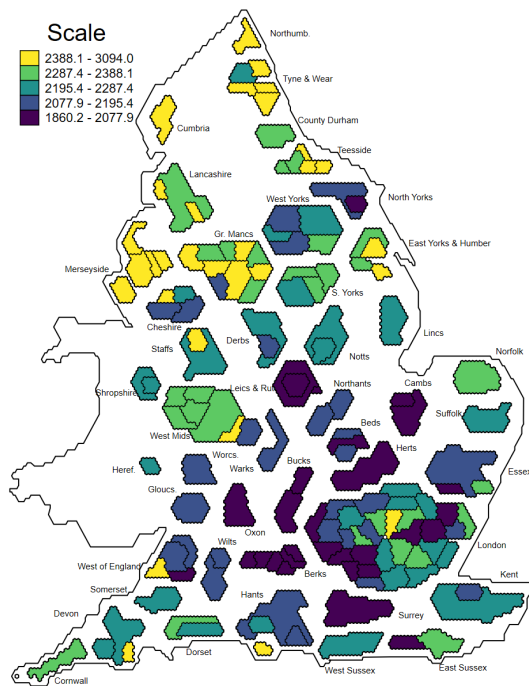 Scale
2388.1 - 3094.0
2287.4 - 2388.1
2195.4 - 2287.4
2077.9 - 2195.4
1860.2 - 2077.9
Northumb.
Tyne & Wear
County Durham
Cumbria
Teesside
Lancashire
North Yorks
West Yorks
Gr. Mancs
East Yorks & Humber
Merseyside
S. Yorks
Cheshire
Lincs
Derbs
Staffs
Notts
Norfolk
Shropshire
Leics &
Northants
Cambs
Suffolk
Beds
West Mids
Herts
Worcs.
Bucks
Warks
Heref.
Essex
Gloucs.
Oxon
Wilts
London
West of England
Berks
Kent
Somerset
Hants
Devon
Surrey
Dorset
West Sussex
East Sussex
Cornwall